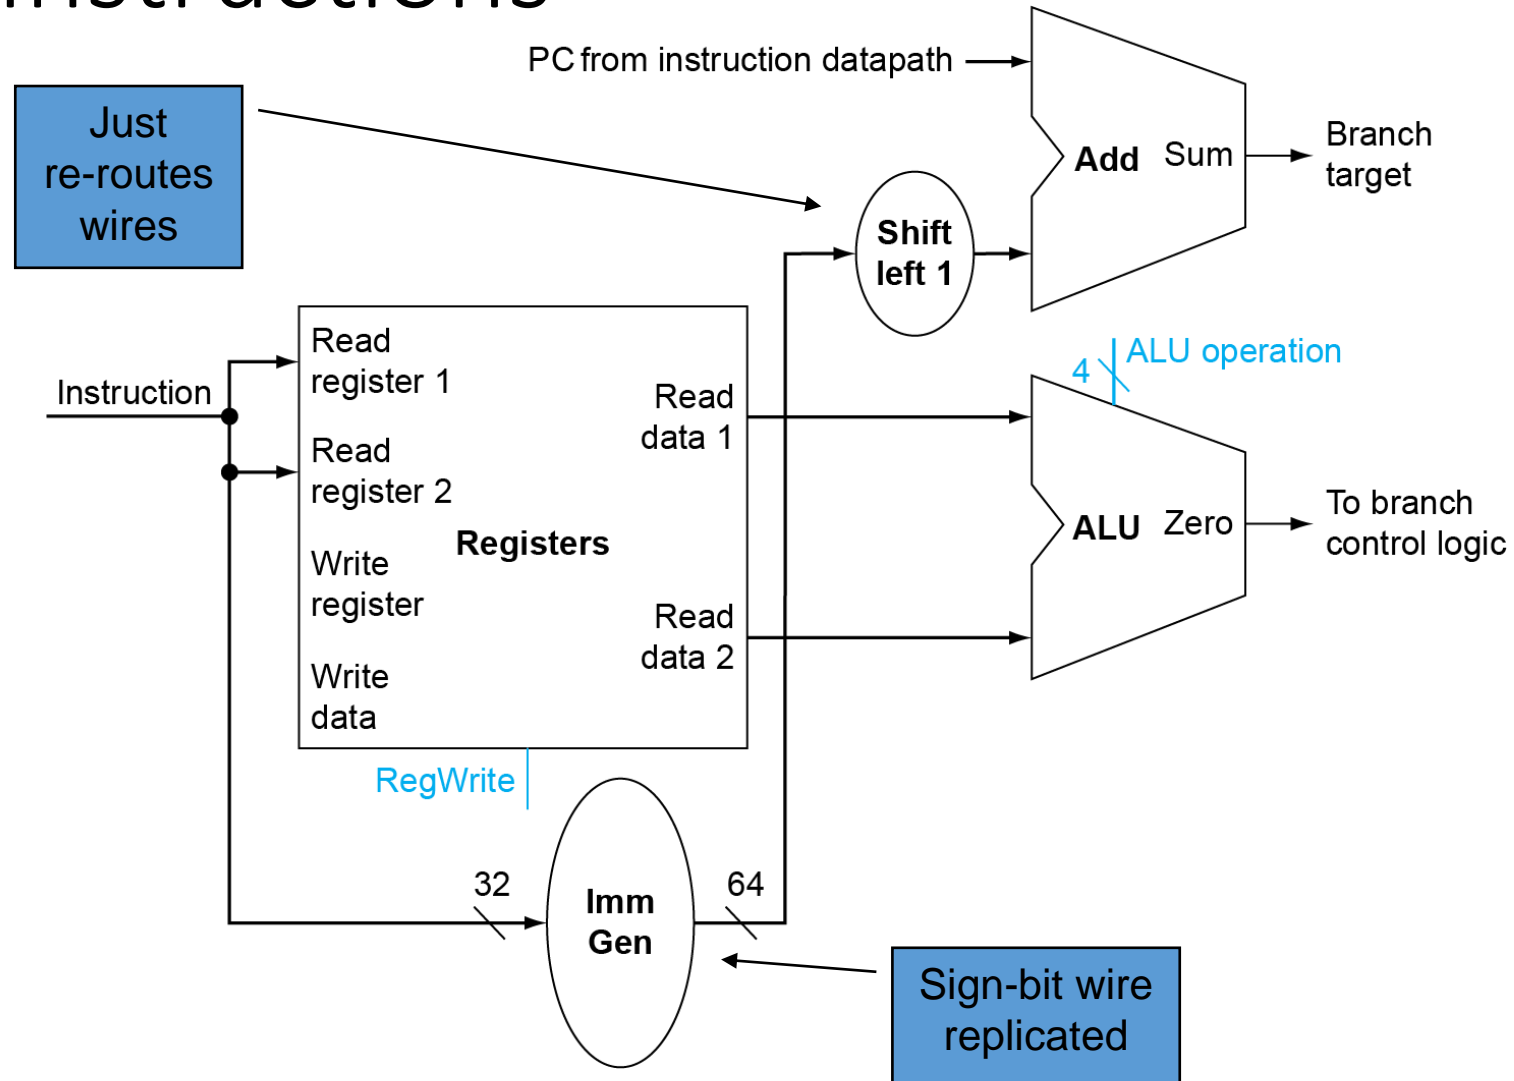 Instructions
PC from instruction datapath
Just
re-routes
wires
Add Sum
Branch
target
Shift
left 1
Read
register 1
ALU operation
4
Instruction
Read
data 1
Read
register 2
Registers
ALU Zero
To branch
control logic
Write
register
Read
data 2
Write
data
RegWrite
32
64
Imm
Gen
Sign-bit wire
replicated